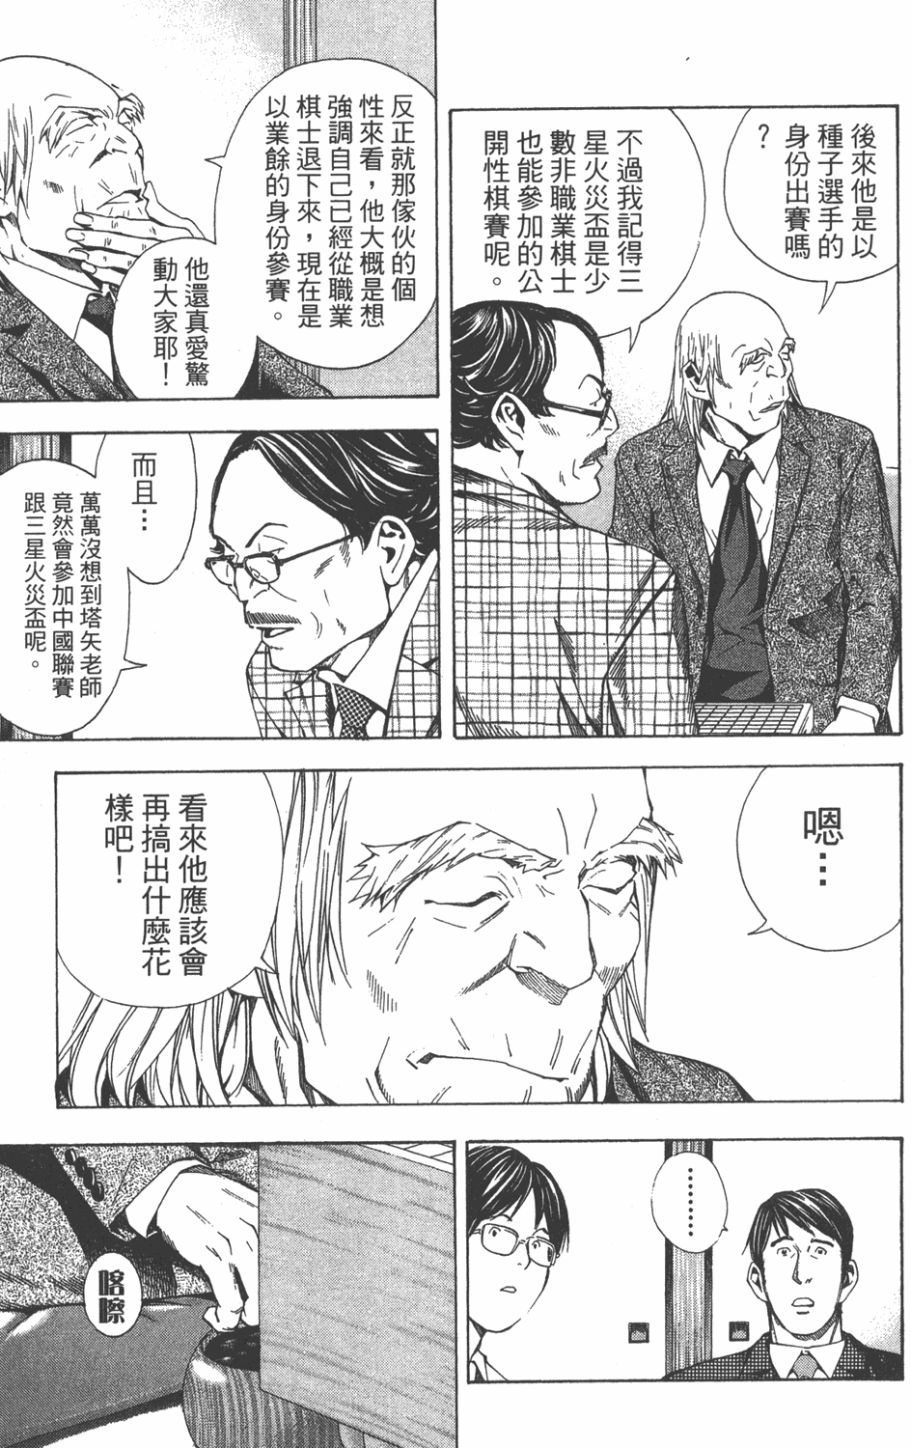 後來他是以
種子選手的
身份出賽嗎
？
不過我記得三
星火災盃是少
數非職業棋士
也能參加的公
開性棋賽呢。
反正就那傢伙的個
性來看，他大概是想
強調自己已經從職業
棋士退下來，現在是
以業餘的身份參賽。
他還真愛驚
動大家耶！
而且…
萬萬沒想到塔矢老師
竟然會參加中國聯賽
跟三星火災盃呢。
嗯…
看來他應該會
再搞出什麼花
樣吧！
………
喀嚓